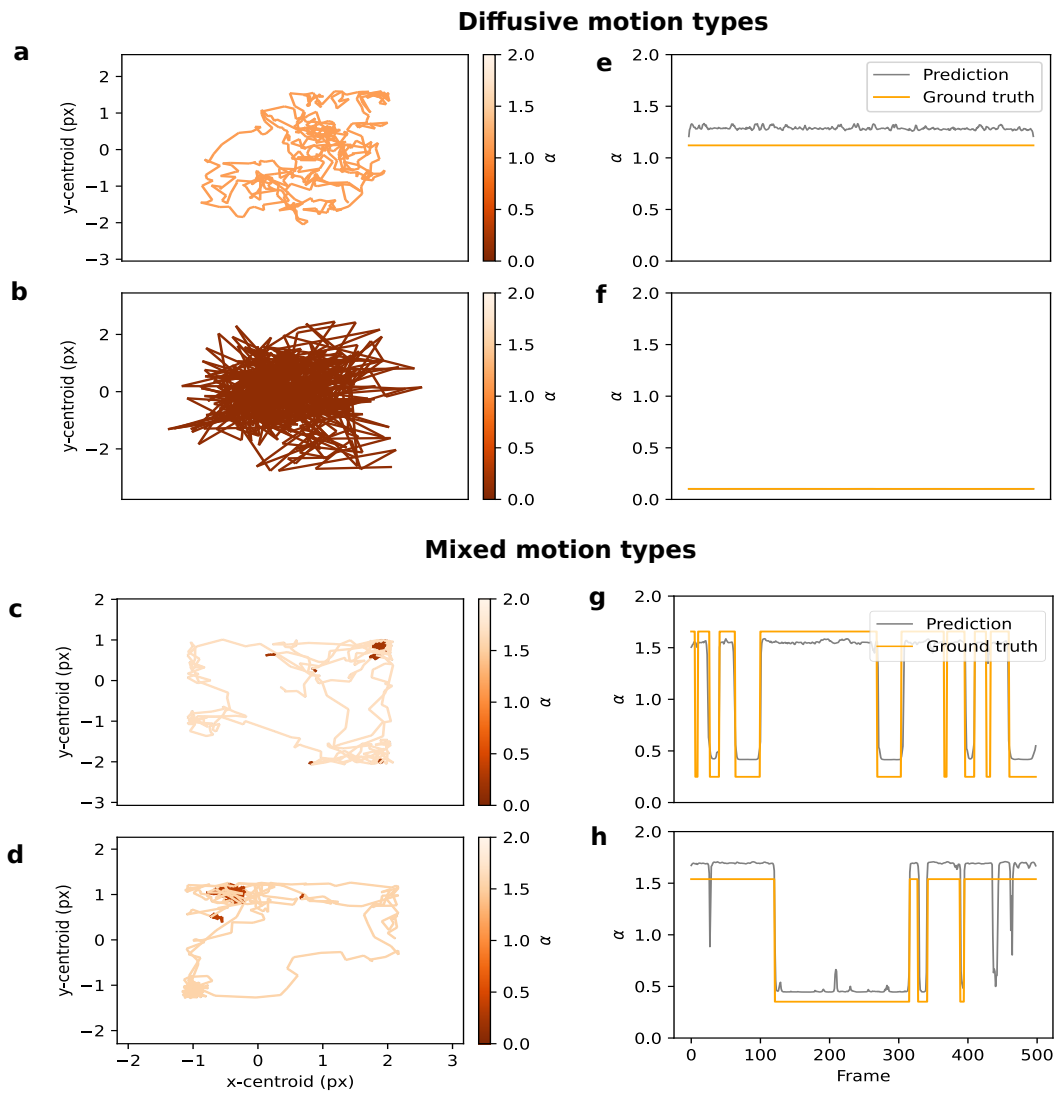 Diffusive motion types
a
2
1
0
−1
−2
−3
y-centroid (px)
2.0
1.5
1.0
0.5
0.0
α
e
2.0
1.5
1.0
0.5
0.0
α
Prediction
Ground truth
b
2
0
−2
y-centroid (px)
2.0
1.5
1.0
0.5
0.0
α
f
2.0
1.5
1.0
0.5
0.0
α
Mixed motion types
c
2
1
0
−1
−2
−3
y-centroid (px)
2.0
1.5
1.0
0.5
0.0
α
g
2.0
1.5
1.0
0.5
0.0
α
Prediction
Ground truth
d
2
1
0
−1
−2
y-centroid (px)
−2 −1 0 1 2 3
x-centroid (px)
2.0
1.5
1.0
0.5
0.0
α
h
2.0
1.5
1.0
0.5
0.0
α
0 100 200 300 400 500
Frame